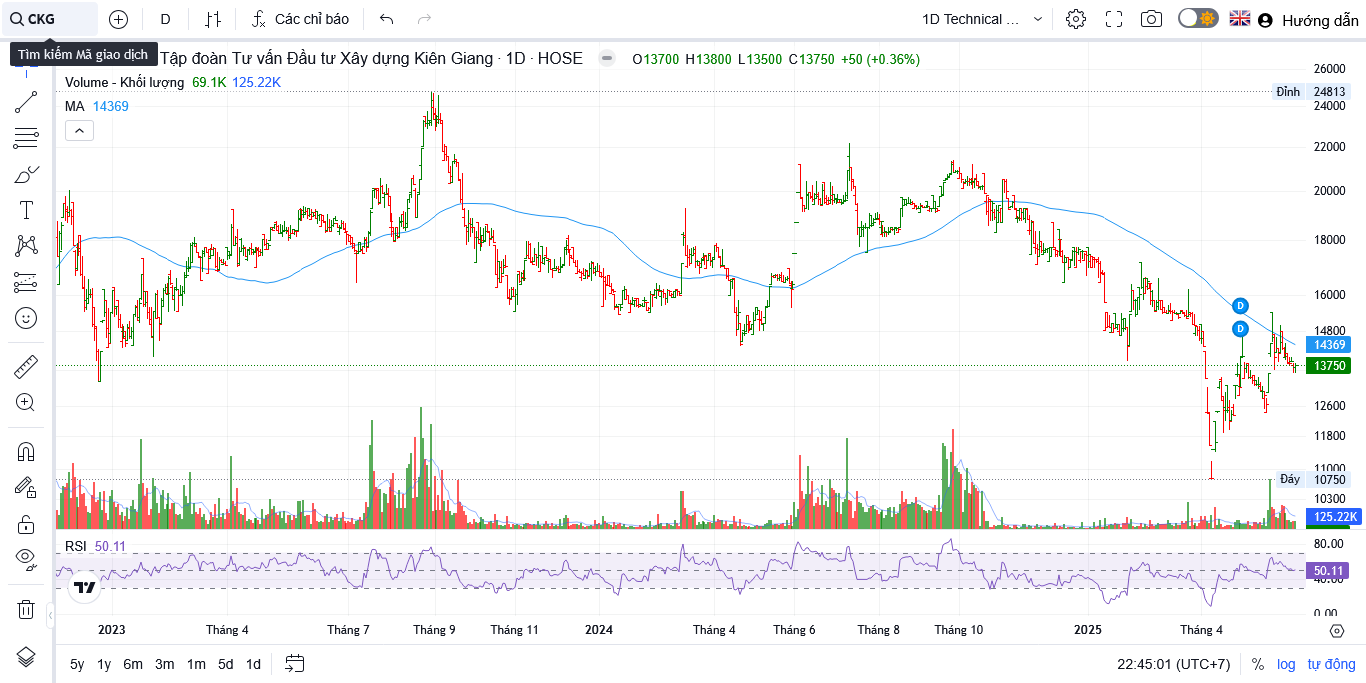 CKG D Các chỉ báo 1D Technical ... Hướng dẫn
Tìm kiếm Mã giao dịch Tập đoàn Tư vấn Đầu tư Xây dựng Kiên Giang · 1D · HOSE O13700 H13800 L13500 C13750 +50 (+0.36%)
Volume - Khối lượng 69.1K 125.22K
MA 14369
26000
Đỉnh 24813
24000
22000
20000
18000
16000
D
D
14800
14369
13750
12600
11800
11000
Đáy 10750
10300
125.22K
RSI 50.11
80.00
50.11
40.00
0.00
2023 Tháng 4 Tháng 7 Tháng 9 Tháng 11 2024 Tháng 4 Tháng 6 Tháng 8 Tháng 10 2025 Tháng 4
5y 1y 6m 3m 1m 5d 1d 22:45:01 (UTC+7) % log tự động